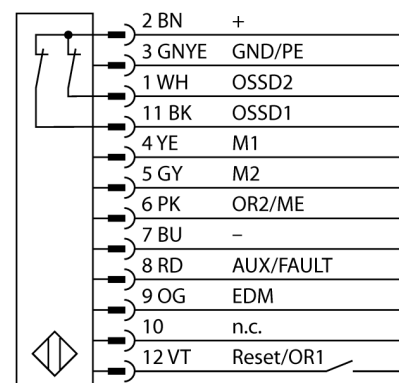 2 BN +
3 GNYE GND/PE
1 WH OSSD2
11 BK OSSD1
4 YE M1
5 GY M2
6 PK OR2/ME
7 BU –
8 RD AUX/FAULT
9 OG EDM
10 n.c.
12 VT Reset/OR1